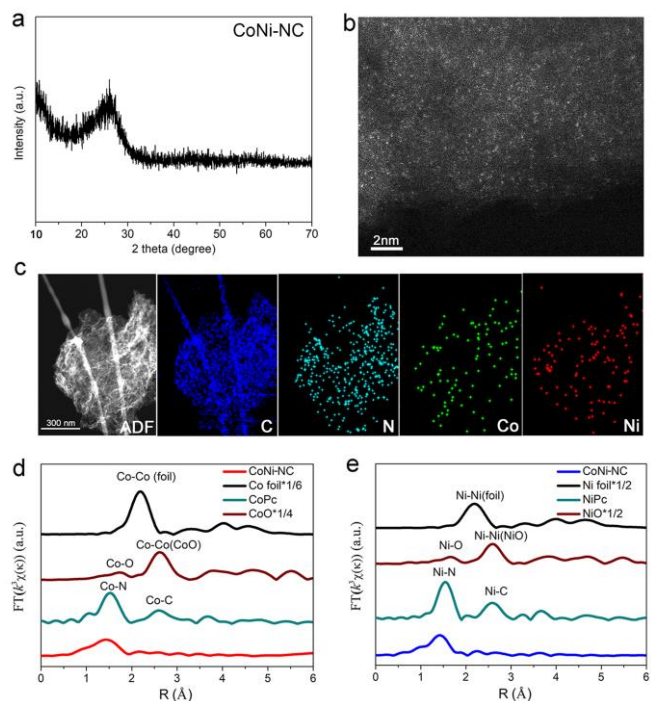 a
CoNi-NC
Intensity (a.u.)
10 20 30 40 50 60 70
2 theta (degree)
b
2nm
c
300 nm
ADF
C
N
Co
Ni
d
CoNi-NC
Co foil*1/6
CoPc
CoO*1/4
Co-Co (foil)
Co-Co(CoO)
Co-O
Co-N
Co-C
FT(k³χ(κ)) (a.u.)
0 1 2 3 4 5 6
R (Å)
e
CoNi-NC
Ni foil*1/2
NiPc
NiO*1/2
Ni-Ni(foil)
Ni-Ni(NiO)
Ni-O
Ni-N
Ni-C
FT(k³χ(κ)) (a.u.)
0 1 2 3 4 5 6
R (Å)